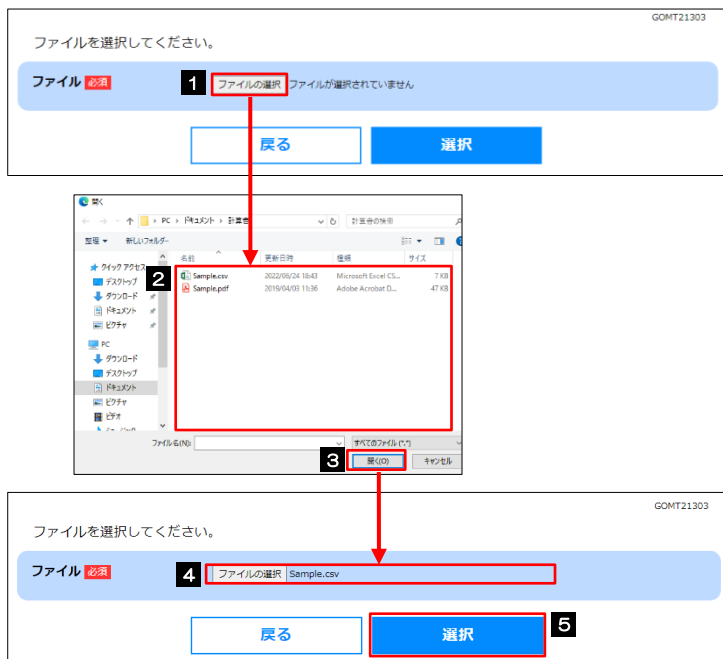 GOMT21303
ファイルを選択してください。
ファイル 必須 1 ファイルの選択 ファイルが選択されていません
戻る 選択
開く
PC › ドキュメント › 計算書 計算書の検索
整理 新しいフォルダー
名前 更新日時 種類 サイズ
クイック アクセス
2 Sample.csv 2022/06/24 18:43 Microsoft Excel CS... 7 KB
デスクトップ
Sample.pdf 2019/04/03 11:36 Adobe Acrobat D... 47 KB
ダウンロード
ドキュメント
ピクチャ
PC
ダウンロード
デスクトップ
ドキュメント
ピクチャ
ビデオ
ファイル名(N): すべてのファイル (*.*)
3 開く(O) キャンセル
GOMT21303
ファイルを選択してください。
ファイル 必須 4 ファイルの選択 Sample.csv
戻る 選択 5